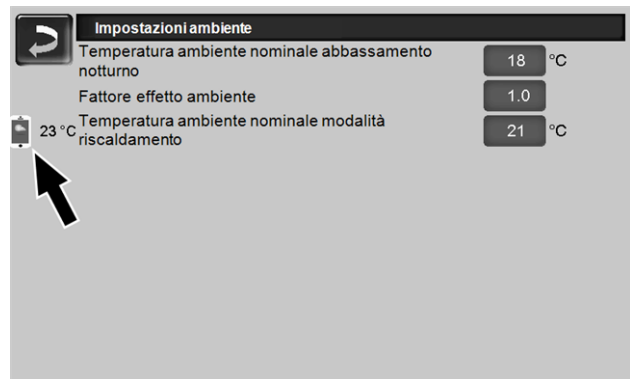 Impostazioni ambiente
Temperatura ambiente nominale abbassamento
notturno
18 °C
Fattore effetto ambiente
1.0
23 °C
Temperatura ambiente nominale modalità
riscaldamento
21 °C